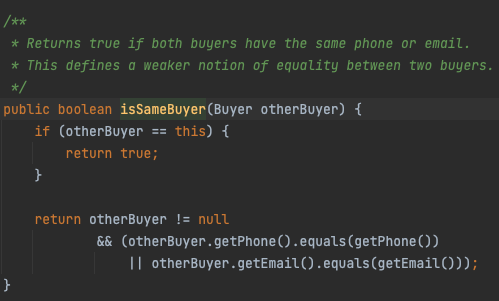 /**
 * Returns true if both buyers have the same phone or email.
 * This defines a weaker notion of equality between two buyers.
 */
public boolean isSameBuyer(Buyer otherBuyer) {
    if (otherBuyer == this) {
        return true;
    }

    return otherBuyer != null
            && (otherBuyer.getPhone().equals(getPhone())
                || otherBuyer.getEmail().equals(getEmail()));
}